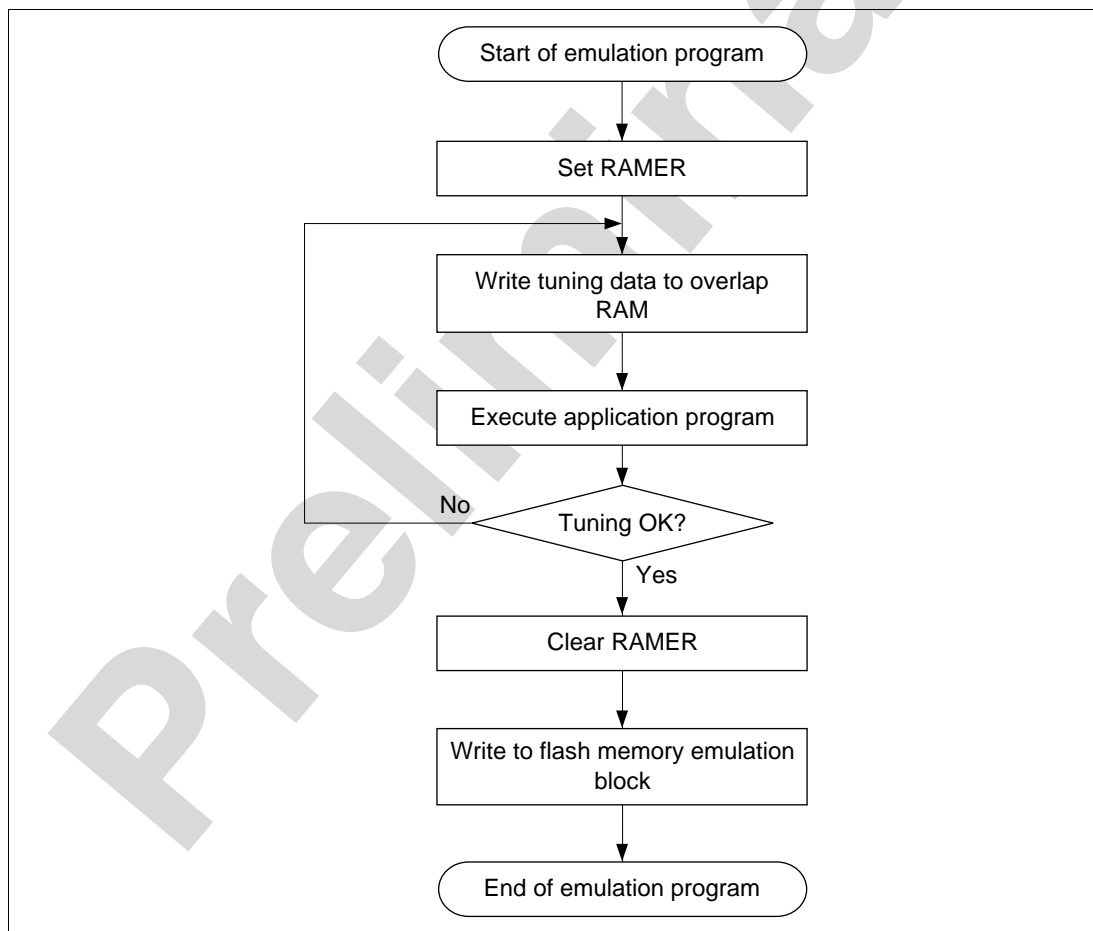 Start of emulation program
Set RAMER
Write tuning data to overlap
RAM
Execute application program
No
Tuning OK?
Yes
Clear RAMER
Write to flash memory emulation
block
End of emulation program